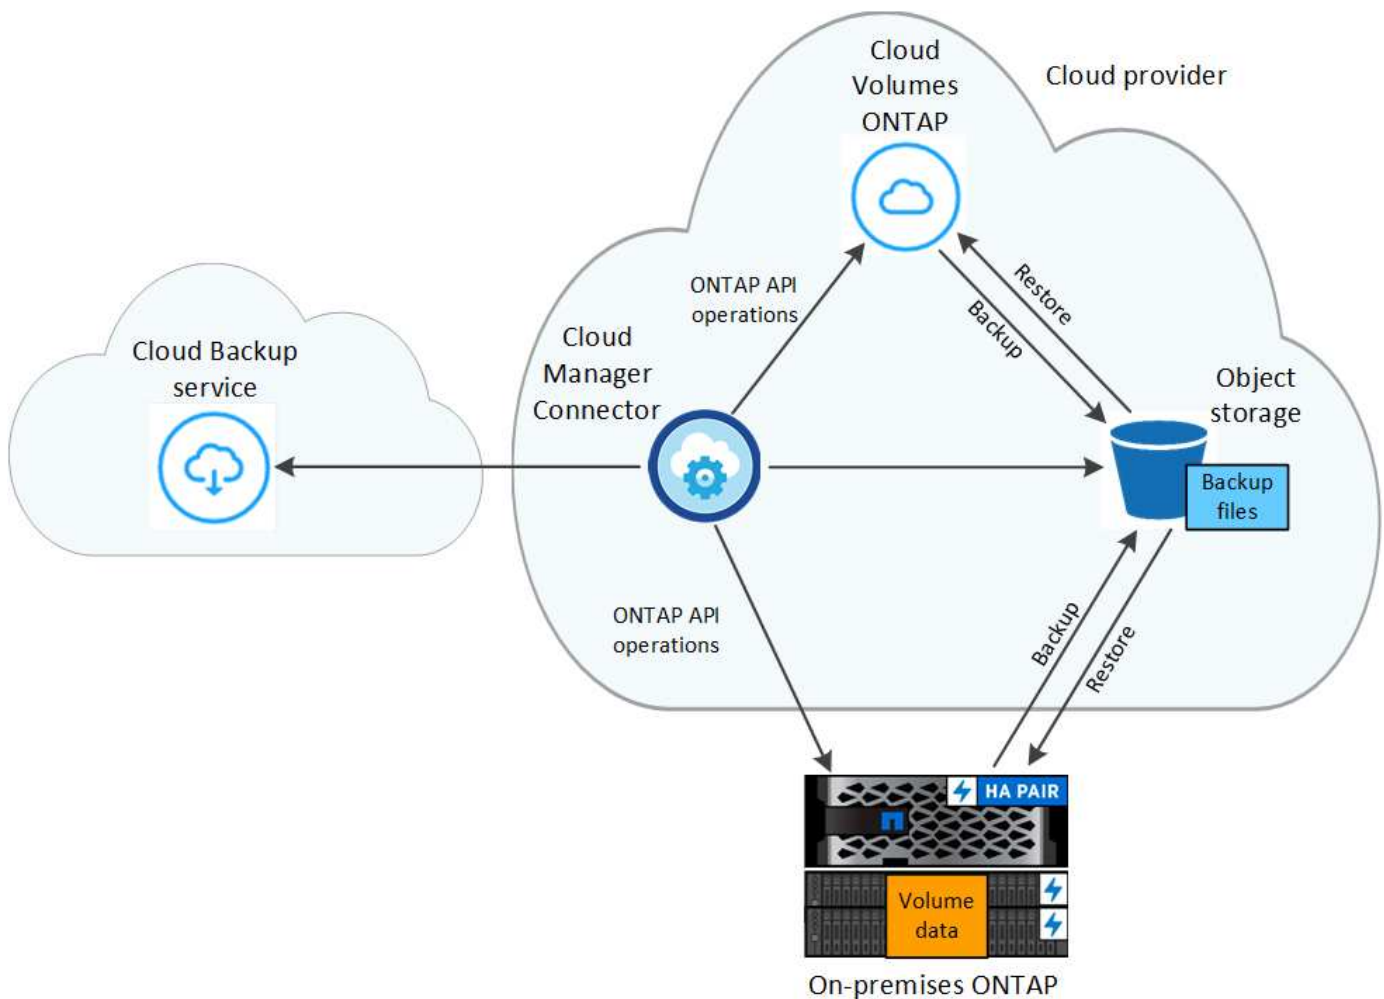 Cloud
Volumes
ONTAP
Cloud provider
ONTAP API
operations
Restore
Backup
Cloud
Manager
Connector
Cloud Backup
service
Object
storage
Backup
files
ONTAP API
operations
Backup
Restore
HA PAIR
Volume
data
On-premises ONTAP